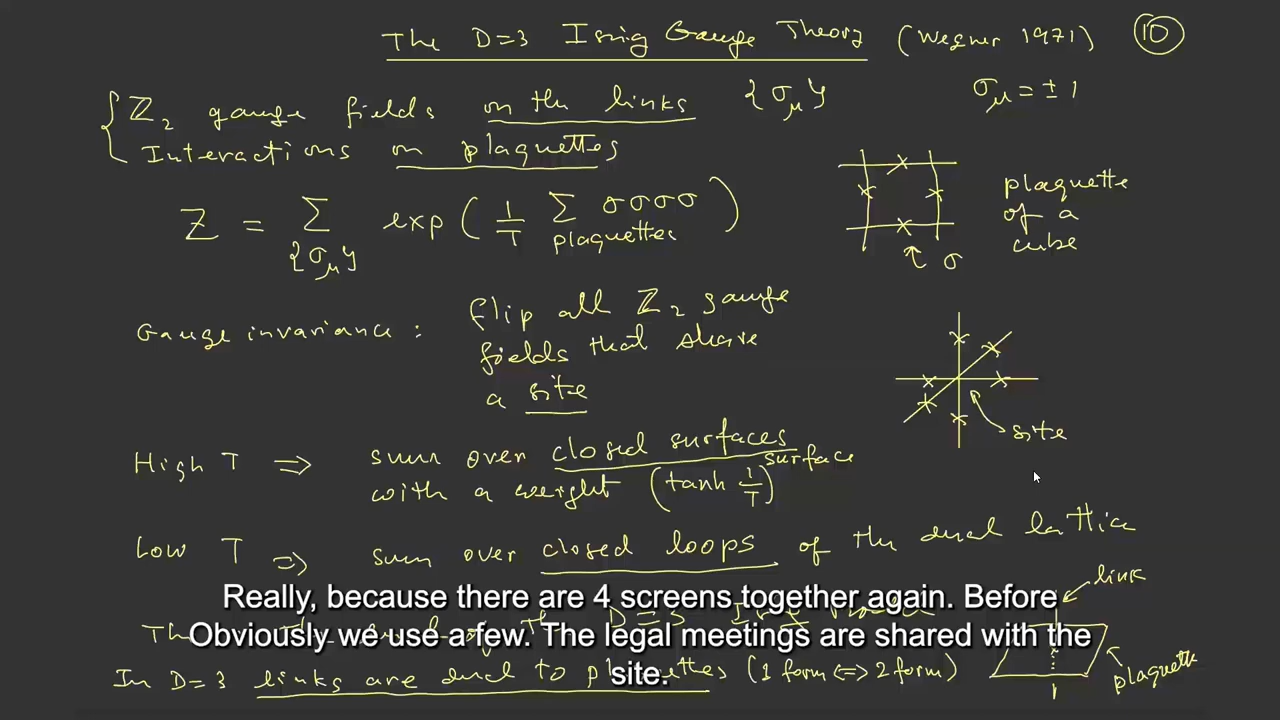 The D=3 Ising Gauge Theory (Wegner 1971) 10
ℤ₂ gauge fields on the links {σμ} σμ = ±1
Interactions on plaquettes
Z = Σ exp( 1/T Σ σσσσ )
{σμ} plaquettes
plaquette
of a
cube
σ
Gauge invariance : flip all ℤ₂ gauge
fields that share
a site
site
High T ⇒ sum over closed surfaces
with a weight (tanh 1/T)^surface
Low T ⇒ sum over closed loops of the dual lattice
link
Really, because there are 4 screens together again. Before
Obviously we use a few. The legal meetings are shared with the
site.
In D=3 links are dual to plaquettes (1 form ⇔ 2 form)
plaquette